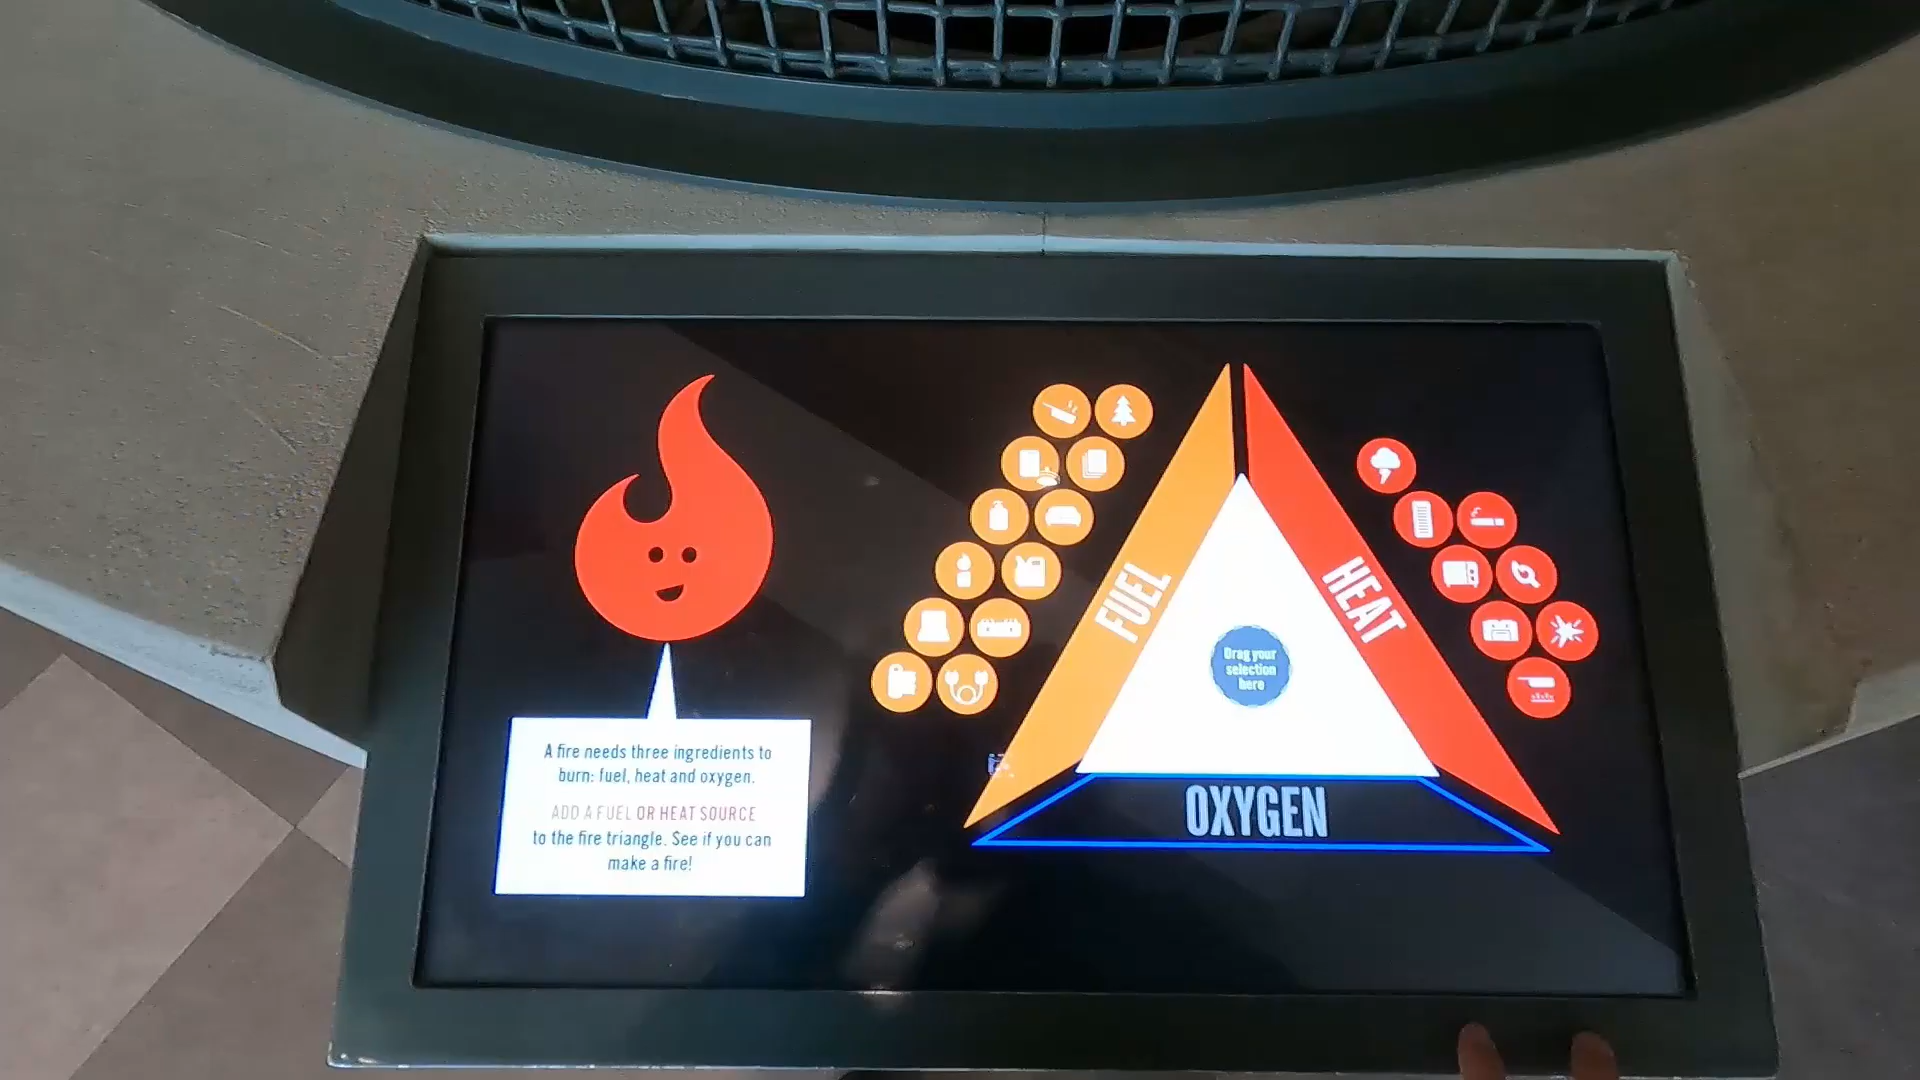 A fire needs three ingredients to
burn: fuel, heat and oxygen.
ADD A FUEL OR HEAT SOURCE
to the fire triangle. See if you can
make a fire!
FUEL
HEAT
Drag your
selection
here
OXYGEN